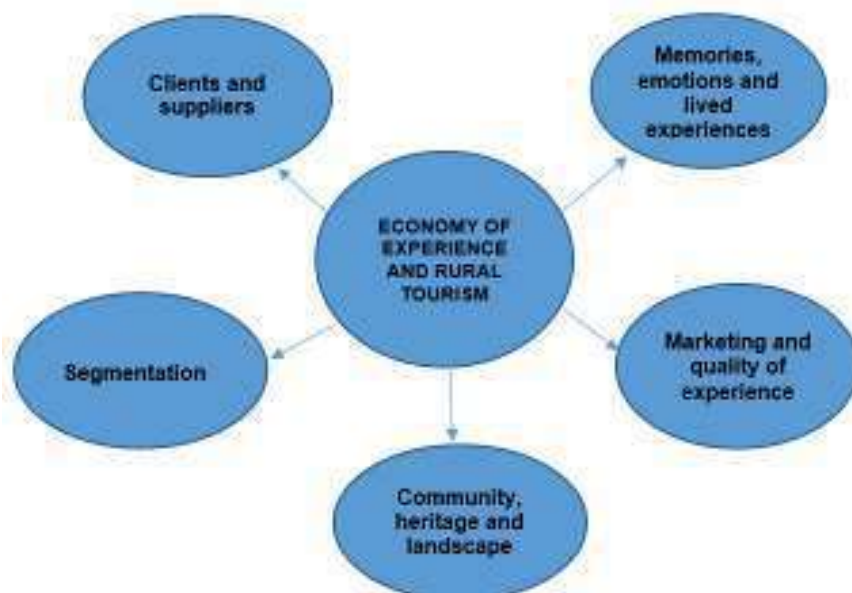 Clients and
suppliers
Memories,
emotions and
lived
experiences
ECONOMY OF
EXPERIENCE
AND RURAL
TOURISM
Segmentation
Marketing and
quality of
experience
Community,
heritage and
landscape